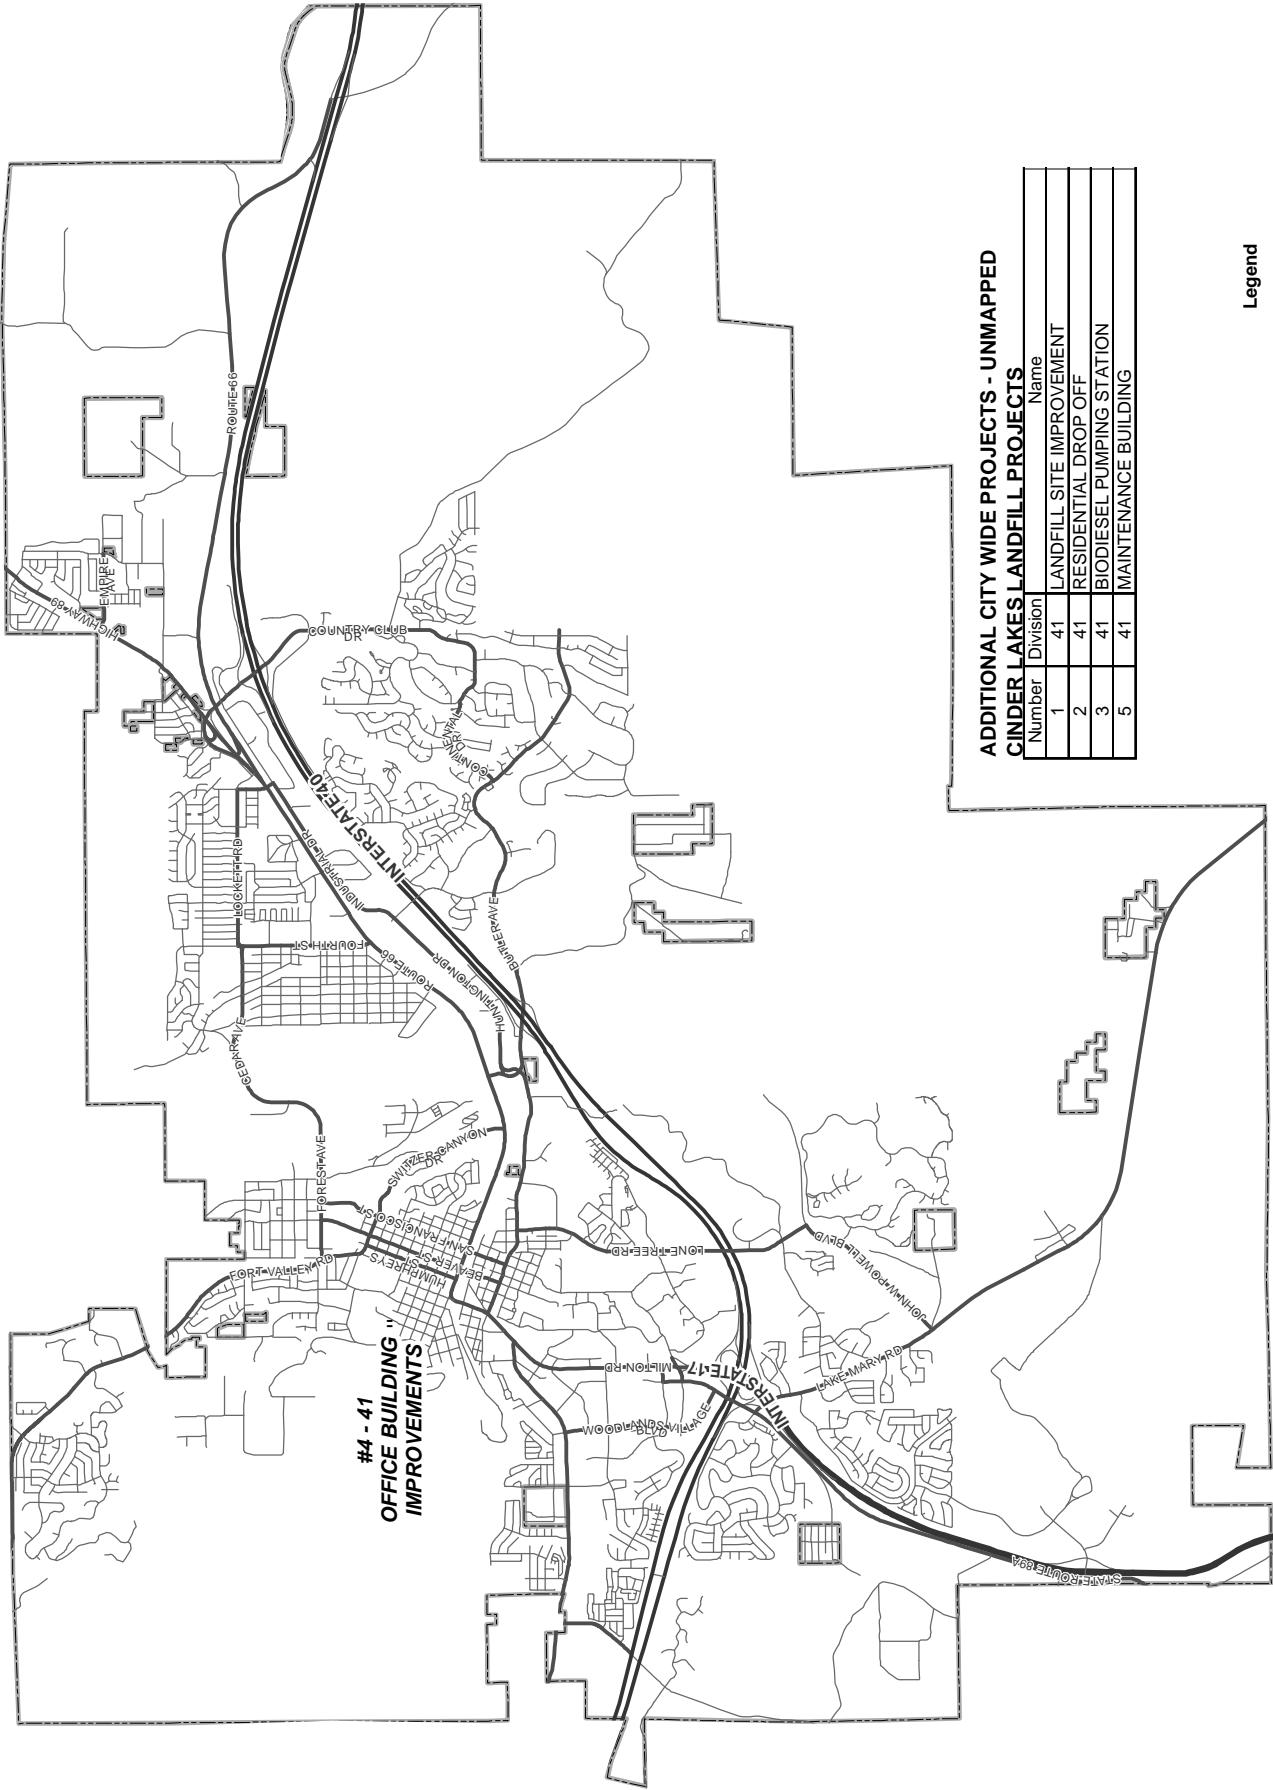 HIGHWAY 89
EMPIRE
AVE
ROUTE 66
COUNTRY CLUB
DR
CONTINENTAL
DR
INTERSTATE 40
INDUSTRIAL DR
LOCKETT RD
FOURTH ST
ROUTE 66
HUNTINGTON DR
BUTLER AVE
CEDAR AVE
FOREST AVE
SWITZER CANYON
DR
SAN FRANCISCO ST
BEAVER ST
HUMPHREYS ST
FORT VALLEY RD
LONE TREE RD
JOHN W POWELL BLVD
LAKE MARY RD
MILTON RD
INTERSTATE 17
WOODLANDS VILLAGE
BLVD
STATE ROUTE 89A
#4 - 41
OFFICE BUILDING "
IMPROVEMENTS
ADDITIONAL CITY WIDE PROJECTS - UNMAPPED
CINDER LAKES LANDFILL PROJECTS
Number Division Name
1 41 LANDFILL SITE IMPROVEMENT
2 41 RESIDENTIAL DROP OFF
3 41 BIODIESEL PUMPING STATION
5 41 MAINTENANCE BUILDING
Legend